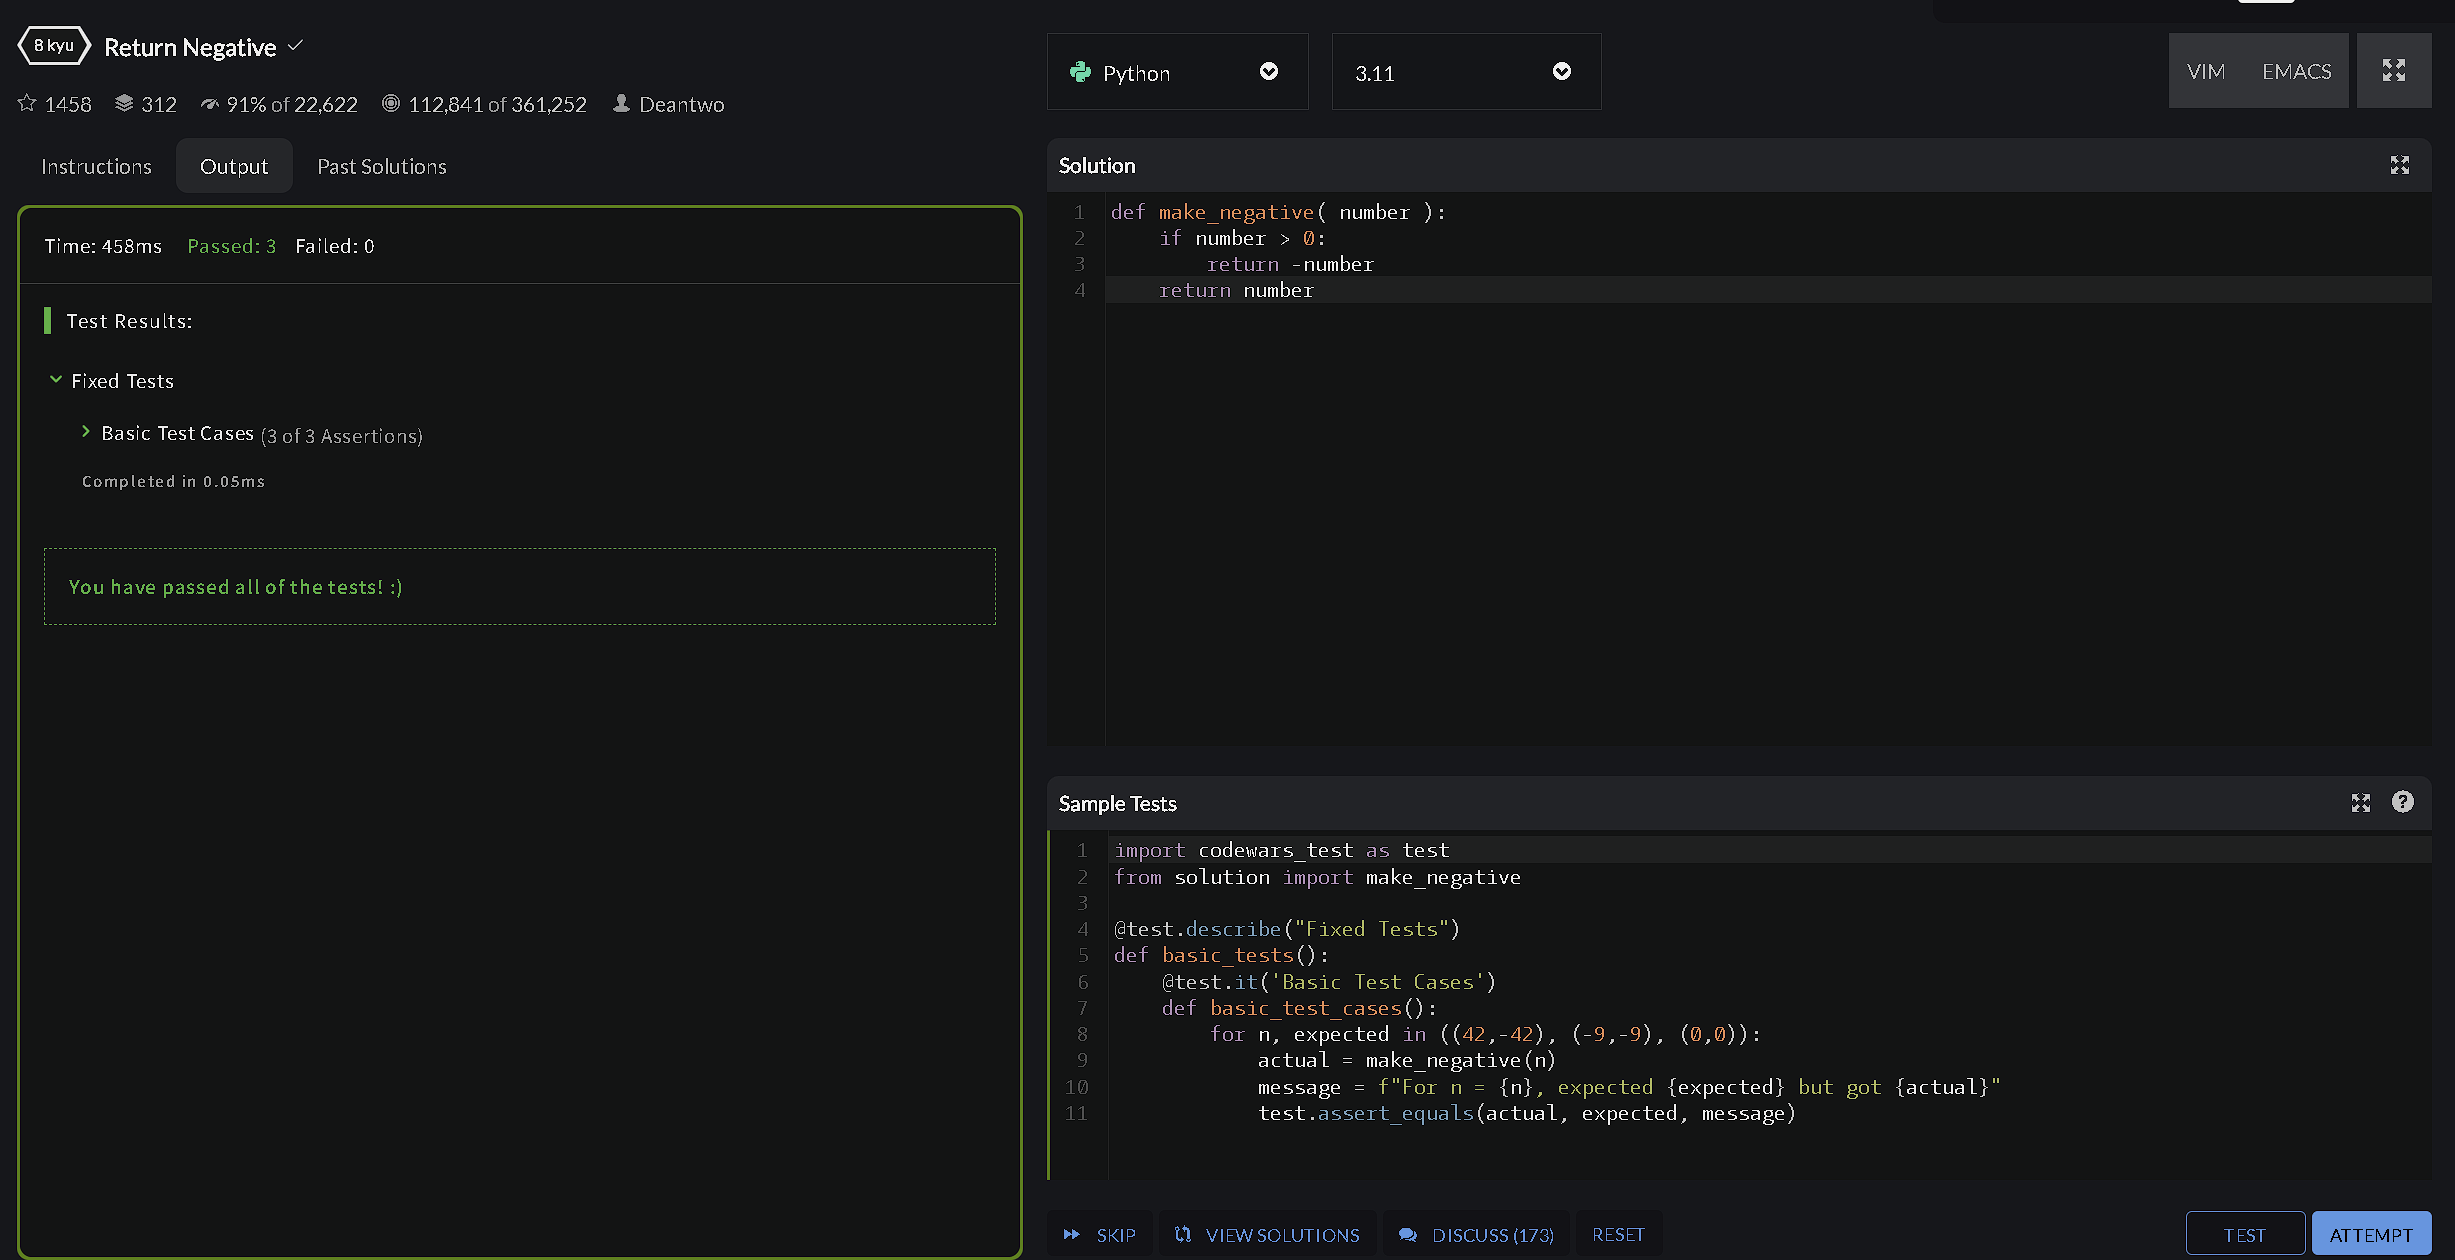 8 kyu Return Negative
1458 312 91% of 22,622 112,841 of 361,252 Deantwo
Instructions Output Past Solutions
Time: 458ms Passed: 3 Failed: 0
Test Results:
Fixed Tests
Basic Test Cases (3 of 3 Assertions)
Completed in 0.05ms
You have passed all of the tests! :)
Python 3.11 VIM EMACS
Solution
1 def make_negative( number ):
2     if number > 0:
3         return -number
4     return number
Sample Tests
1 import codewars_test as test
2 from solution import make_negative
3
4 @test.describe("Fixed Tests")
5 def basic_tests():
6     @test.it('Basic Test Cases')
7     def basic_test_cases():
8         for n, expected in ((42,-42), (-9,-9), (0,0)):
9             actual = make_negative(n)
10             message = f"For n = {n}, expected {expected} but got {actual}"
11             test.assert_equals(actual, expected, message)
SKIP VIEW SOLUTIONS DISCUSS (173) RESET TEST ATTEMPT